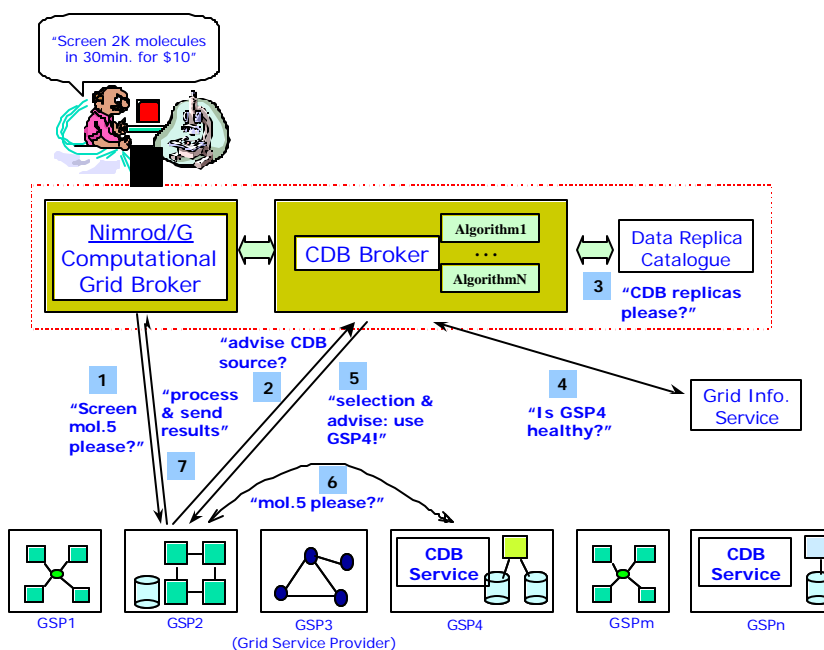 “Screen 2K molecules
in 30min. for $10”
Nimrod/G
Computational
Grid Broker
CDB Broker
Algorithm1
...
AlgorithmN
Data Replica
Catalogue
3
“CDB replicas
please?”
1
“Screen
mol.5
please?”
“advise CDB
source?
2
“process
& send
results”
7
5
“selection &
advise: use
GSP4!”
4
“Is GSP4
healthy?”
Grid Info.
Service
6
“mol.5 please?”
CDB
Service
CDB
Service
GSP1
GSP2
GSP3
(Grid Service Provider)
GSP4
GSPm
GSPn